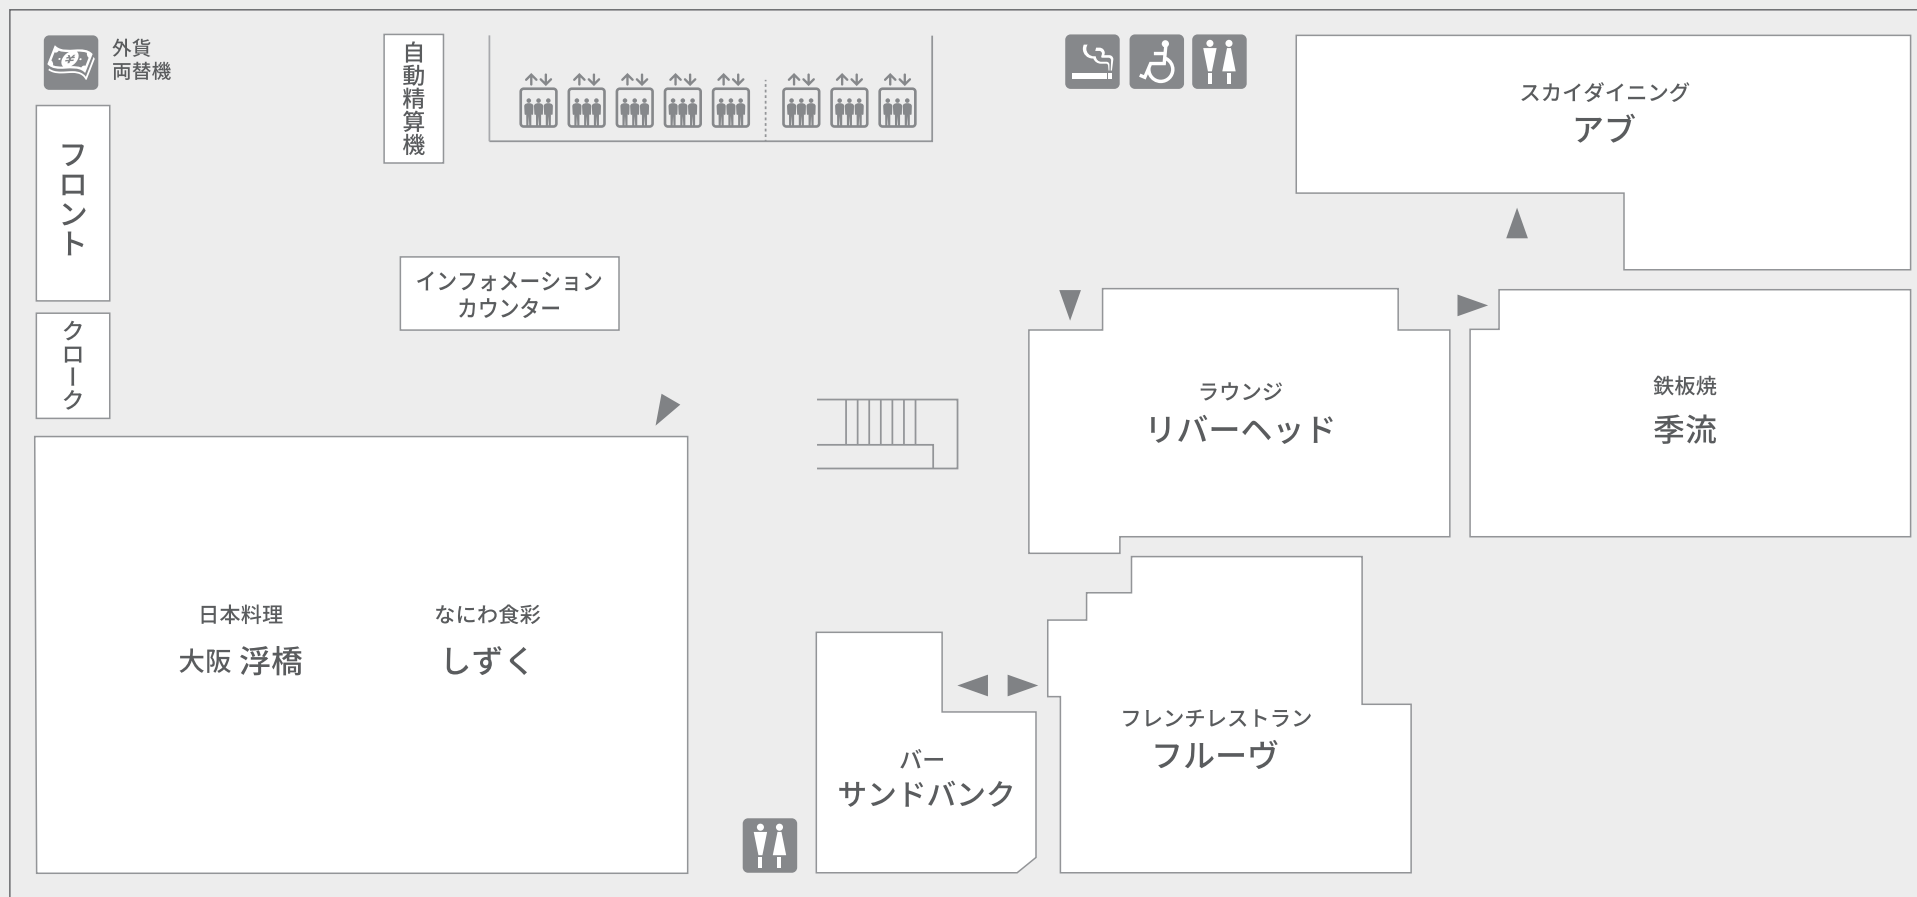 外貨
両替機
自動精算機
フロント
スカイダイニング
アブ
インフォメーション
カウンター
クローク
ラウンジ
リバーヘッド
鉄板焼
季流
日本料理
大阪 浮橋
なにわ食彩
しずく
フレンチレストラン
フルーヴ
バー
サンドバンク